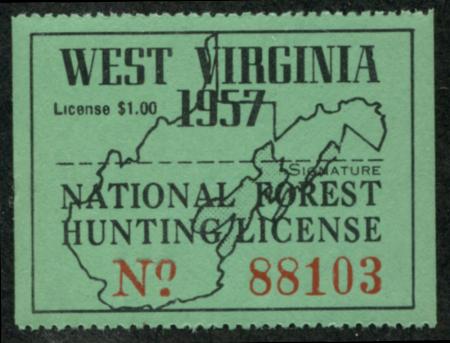 WEST VIRGINIA
License $1.00 1957
SIGNATURE
NATIONAL FOREST
HUNTING LICENSE
No. 88103